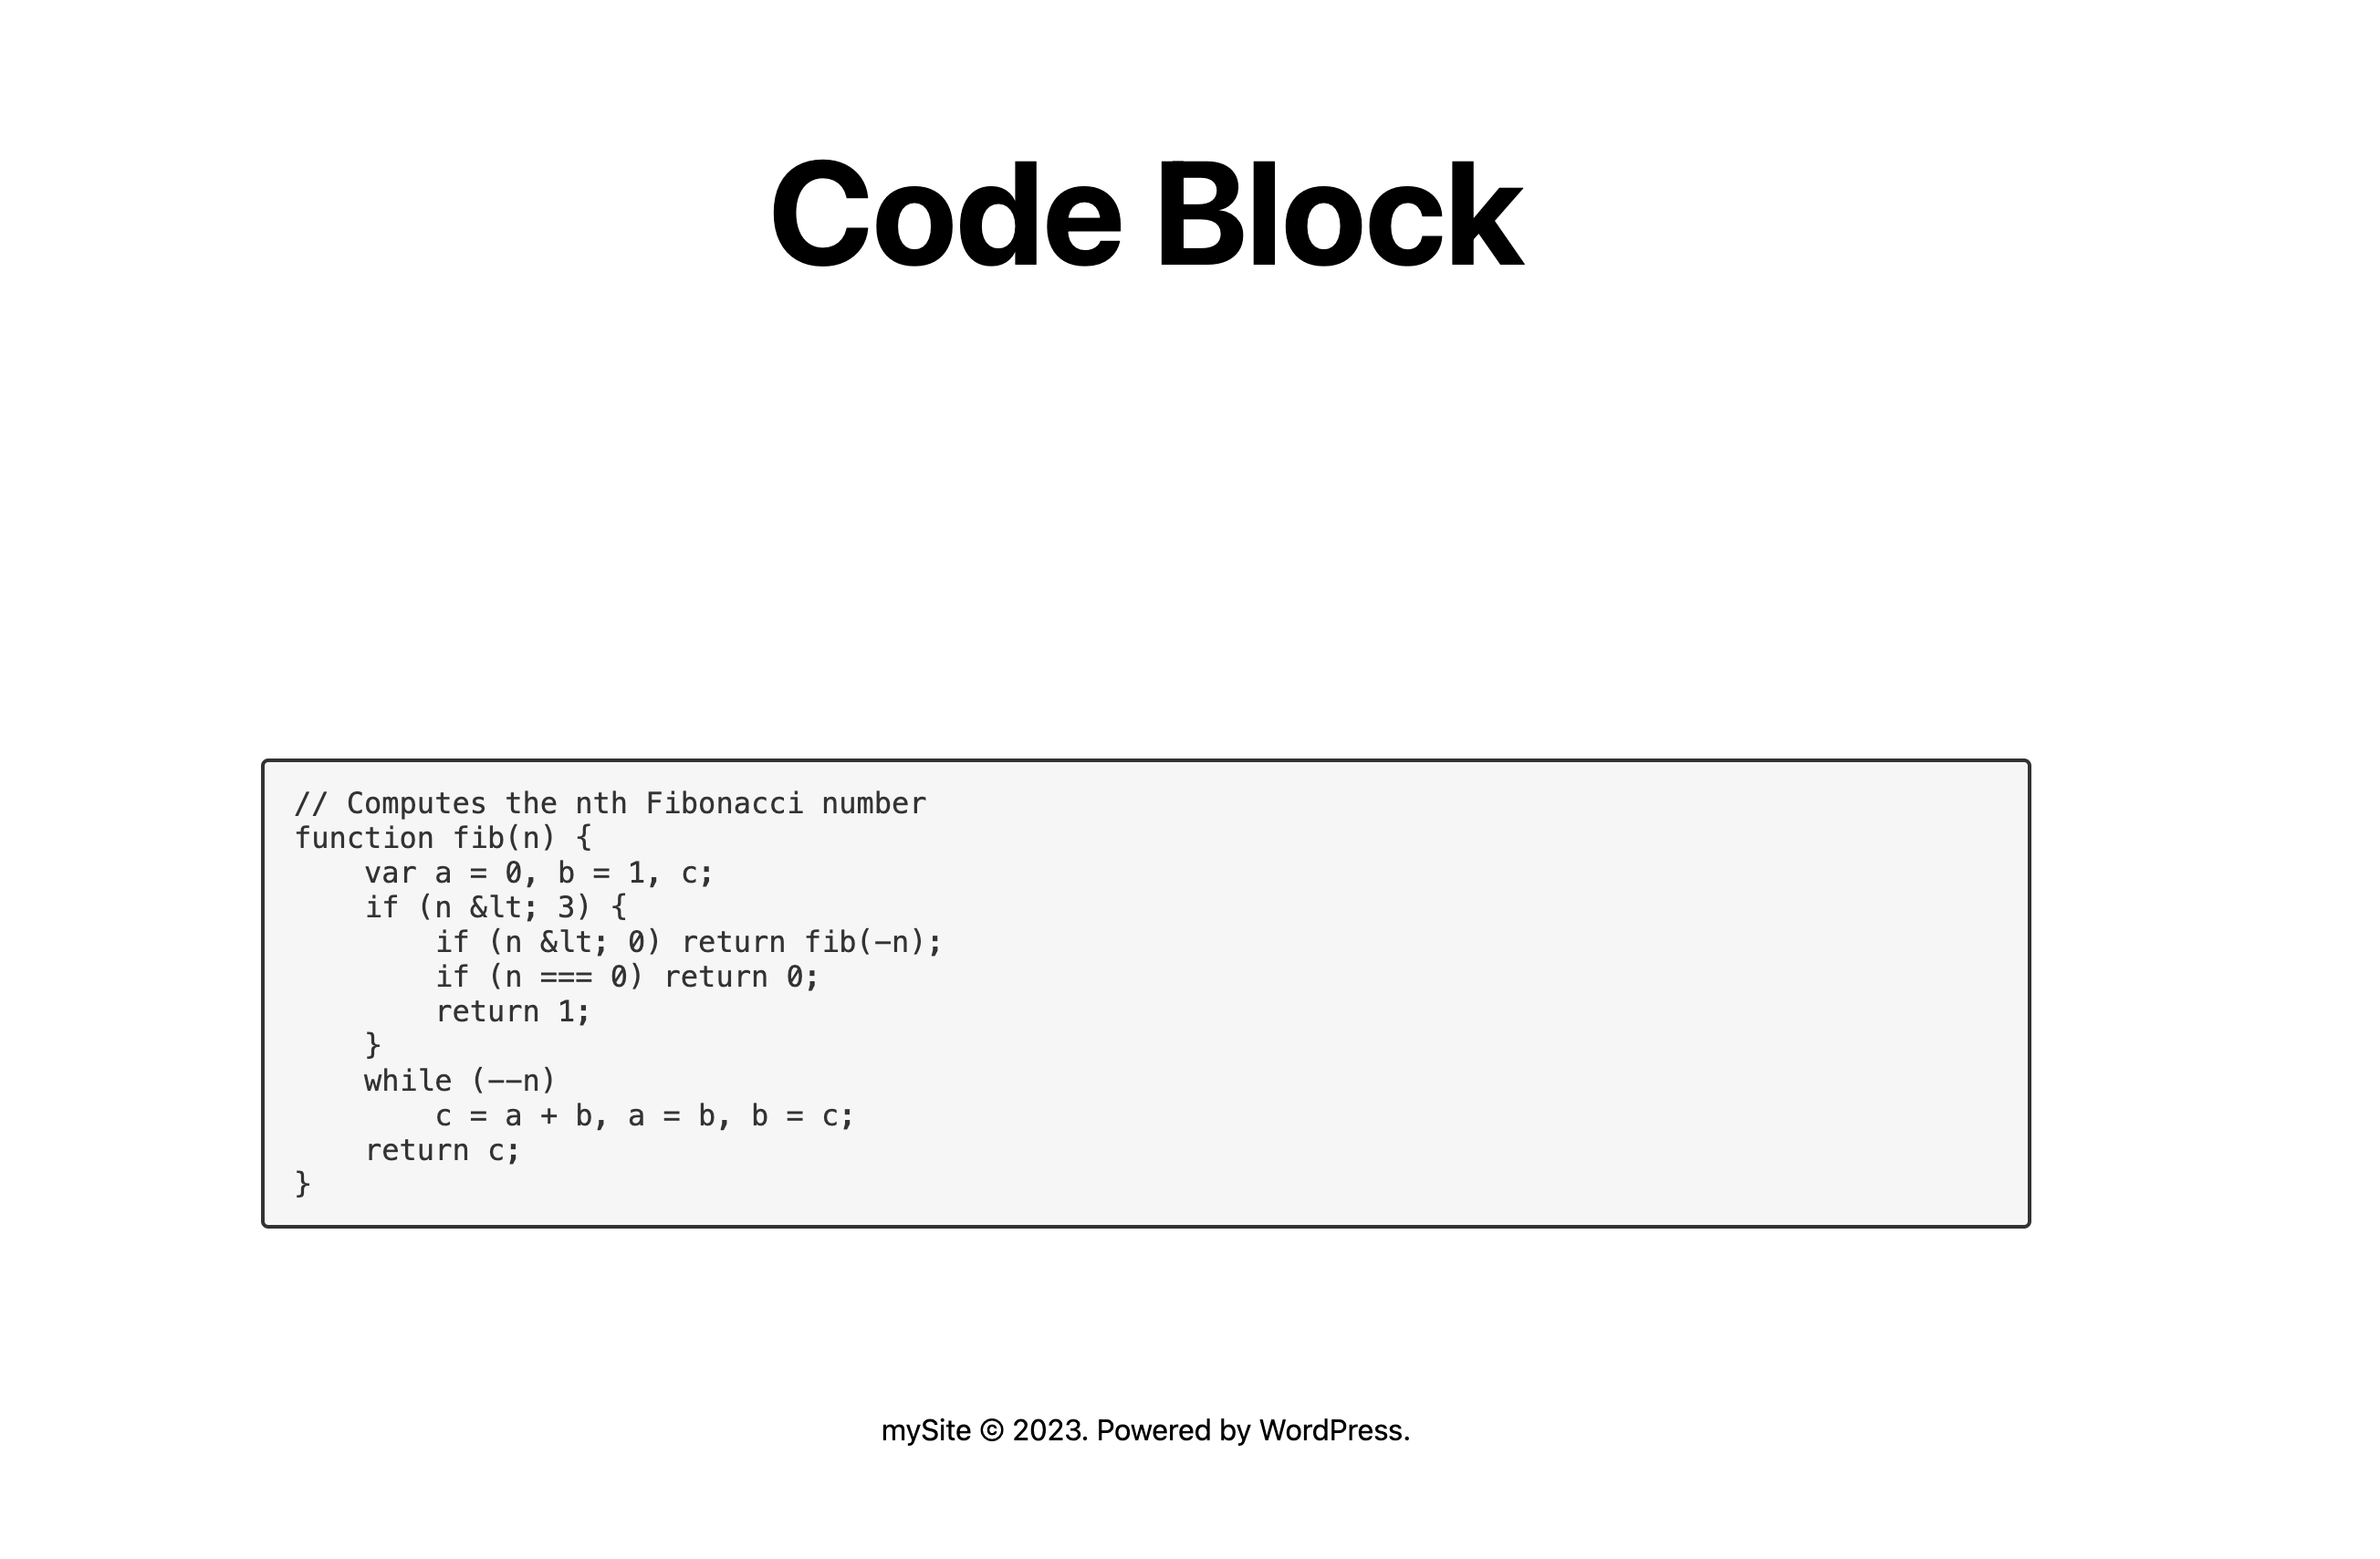 Code Block
// Computes the nth Fibonacci number
function fib(n) {
    var a = 0, b = 1, c;
    if (n &lt; 3) {
        if (n &lt; 0) return fib(-n);
        if (n === 0) return 0;
        return 1;
    }
    while (--n)
        c = a + b, a = b, b = c;
    return c;
}
mySite © 2023. Powered by WordPress.